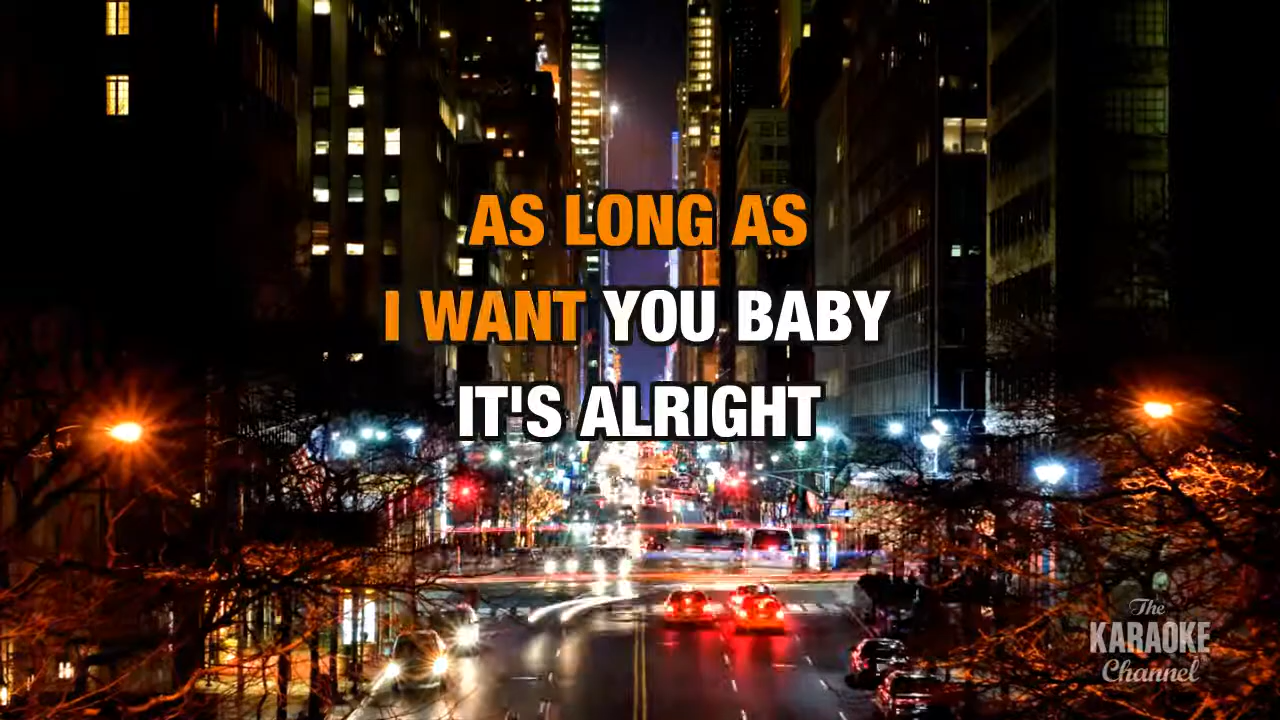 AS LONG AS
I WANT YOU BABY
IT'S ALRIGHT
The
KARAOKE
Channel